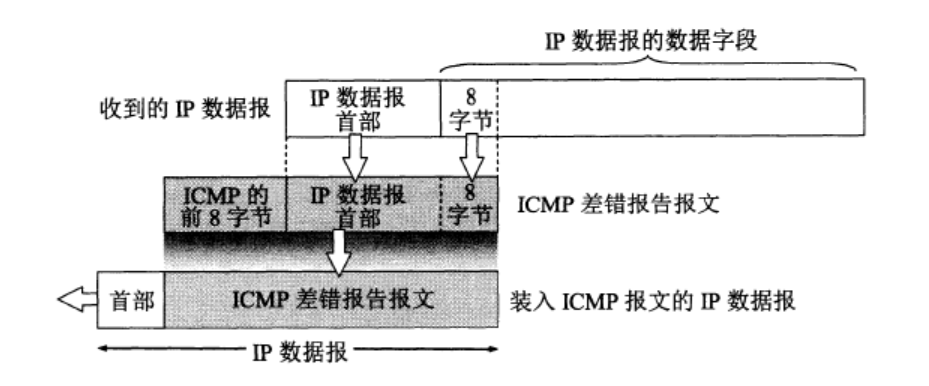 IP 数据报的数据字段
收到的 IP 数据报
IP 数据报
首部
8
字节
ICMP 的
前 8 字节
IP 数据报
首部
8
字节
ICMP 差错报告报文
首部
ICMP 差错报告报文
装入 ICMP 报文的 IP 数据报
IP 数据报